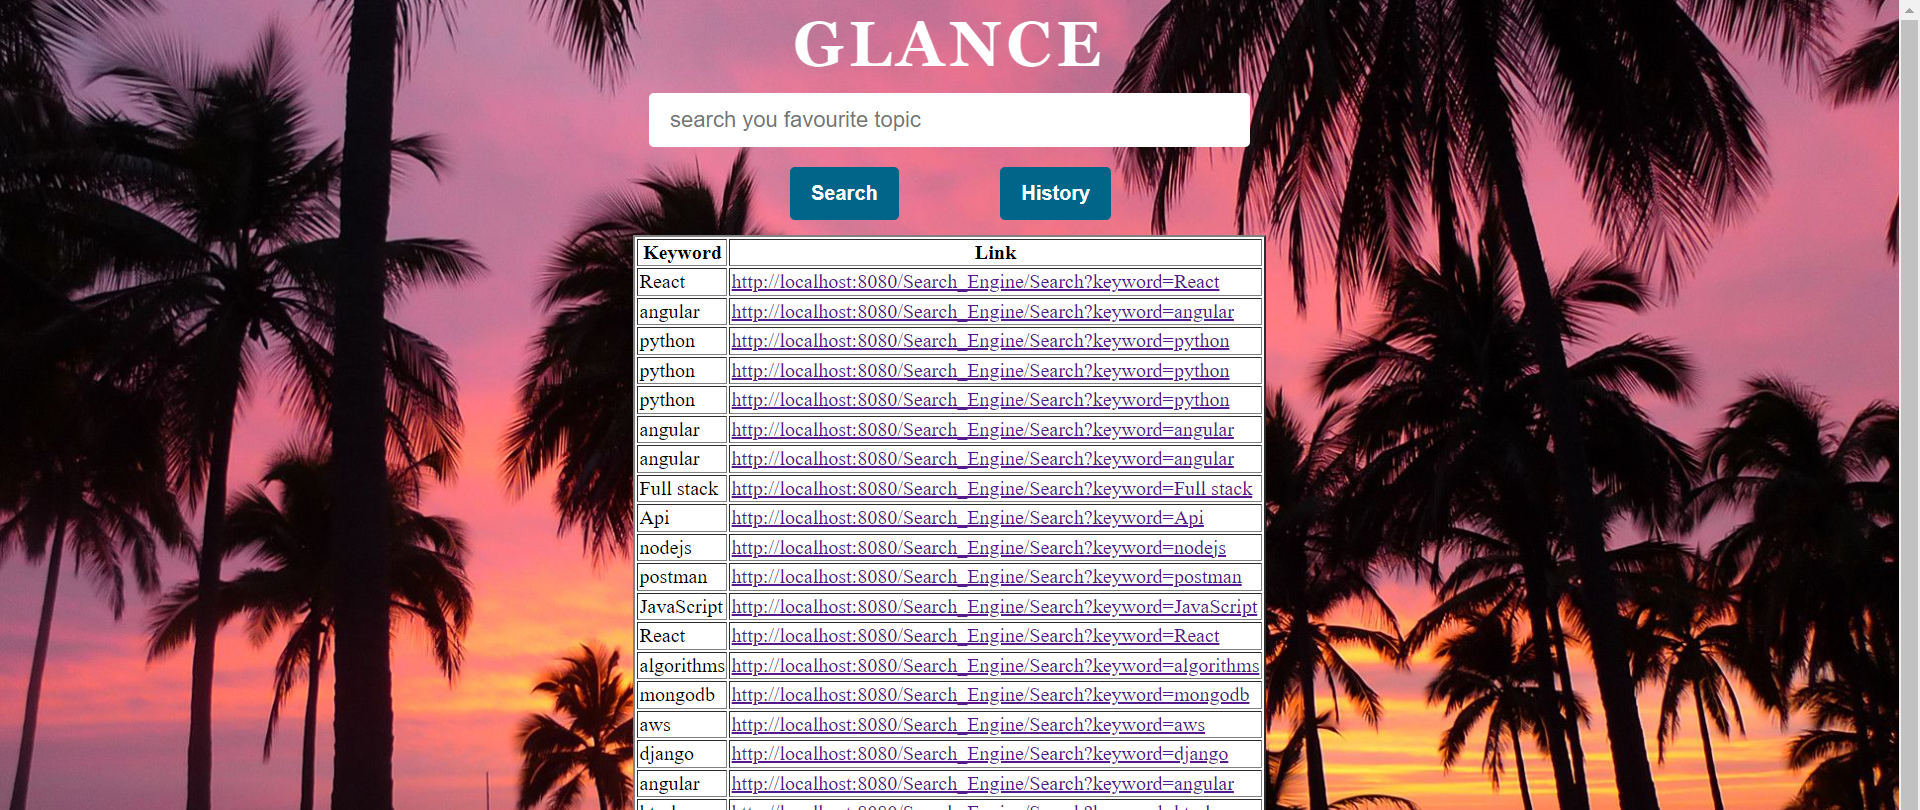 GLANCE
search you favourite topic
Search History
Keyword Link
React http://localhost:8080/Search_Engine/Search?keyword=React
angular http://localhost:8080/Search_Engine/Search?keyword=angular
python http://localhost:8080/Search_Engine/Search?keyword=python
python http://localhost:8080/Search_Engine/Search?keyword=python
python http://localhost:8080/Search_Engine/Search?keyword=python
angular http://localhost:8080/Search_Engine/Search?keyword=angular
angular http://localhost:8080/Search_Engine/Search?keyword=angular
Full stack http://localhost:8080/Search_Engine/Search?keyword=Full stack
Api http://localhost:8080/Search_Engine/Search?keyword=Api
nodejs http://localhost:8080/Search_Engine/Search?keyword=nodejs
postman http://localhost:8080/Search_Engine/Search?keyword=postman
JavaScript http://localhost:8080/Search_Engine/Search?keyword=JavaScript
React http://localhost:8080/Search_Engine/Search?keyword=React
algorithms http://localhost:8080/Search_Engine/Search?keyword=algorithms
mongodb http://localhost:8080/Search_Engine/Search?keyword=mongodb
aws http://localhost:8080/Search_Engine/Search?keyword=aws
django http://localhost:8080/Search_Engine/Search?keyword=django
angular http://localhost:8080/Search_Engine/Search?keyword=angular